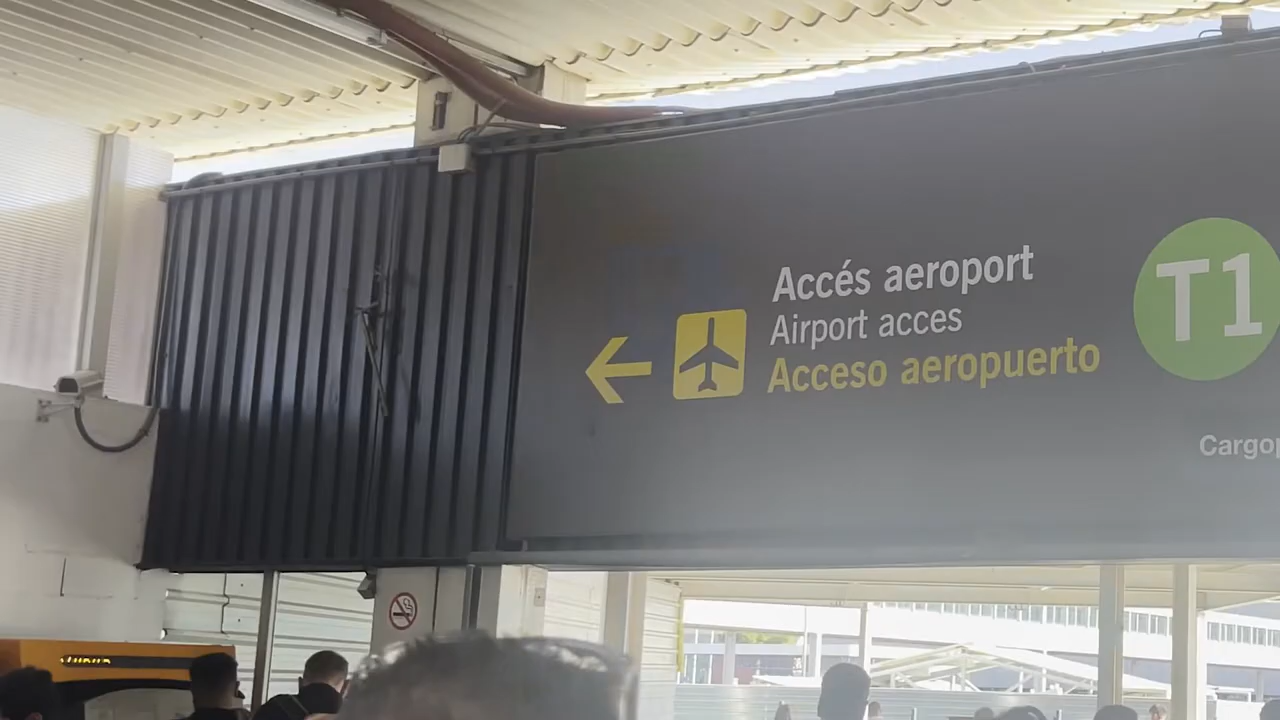 Accés aeroport
Airport acces
Acceso aeropuerto
T1